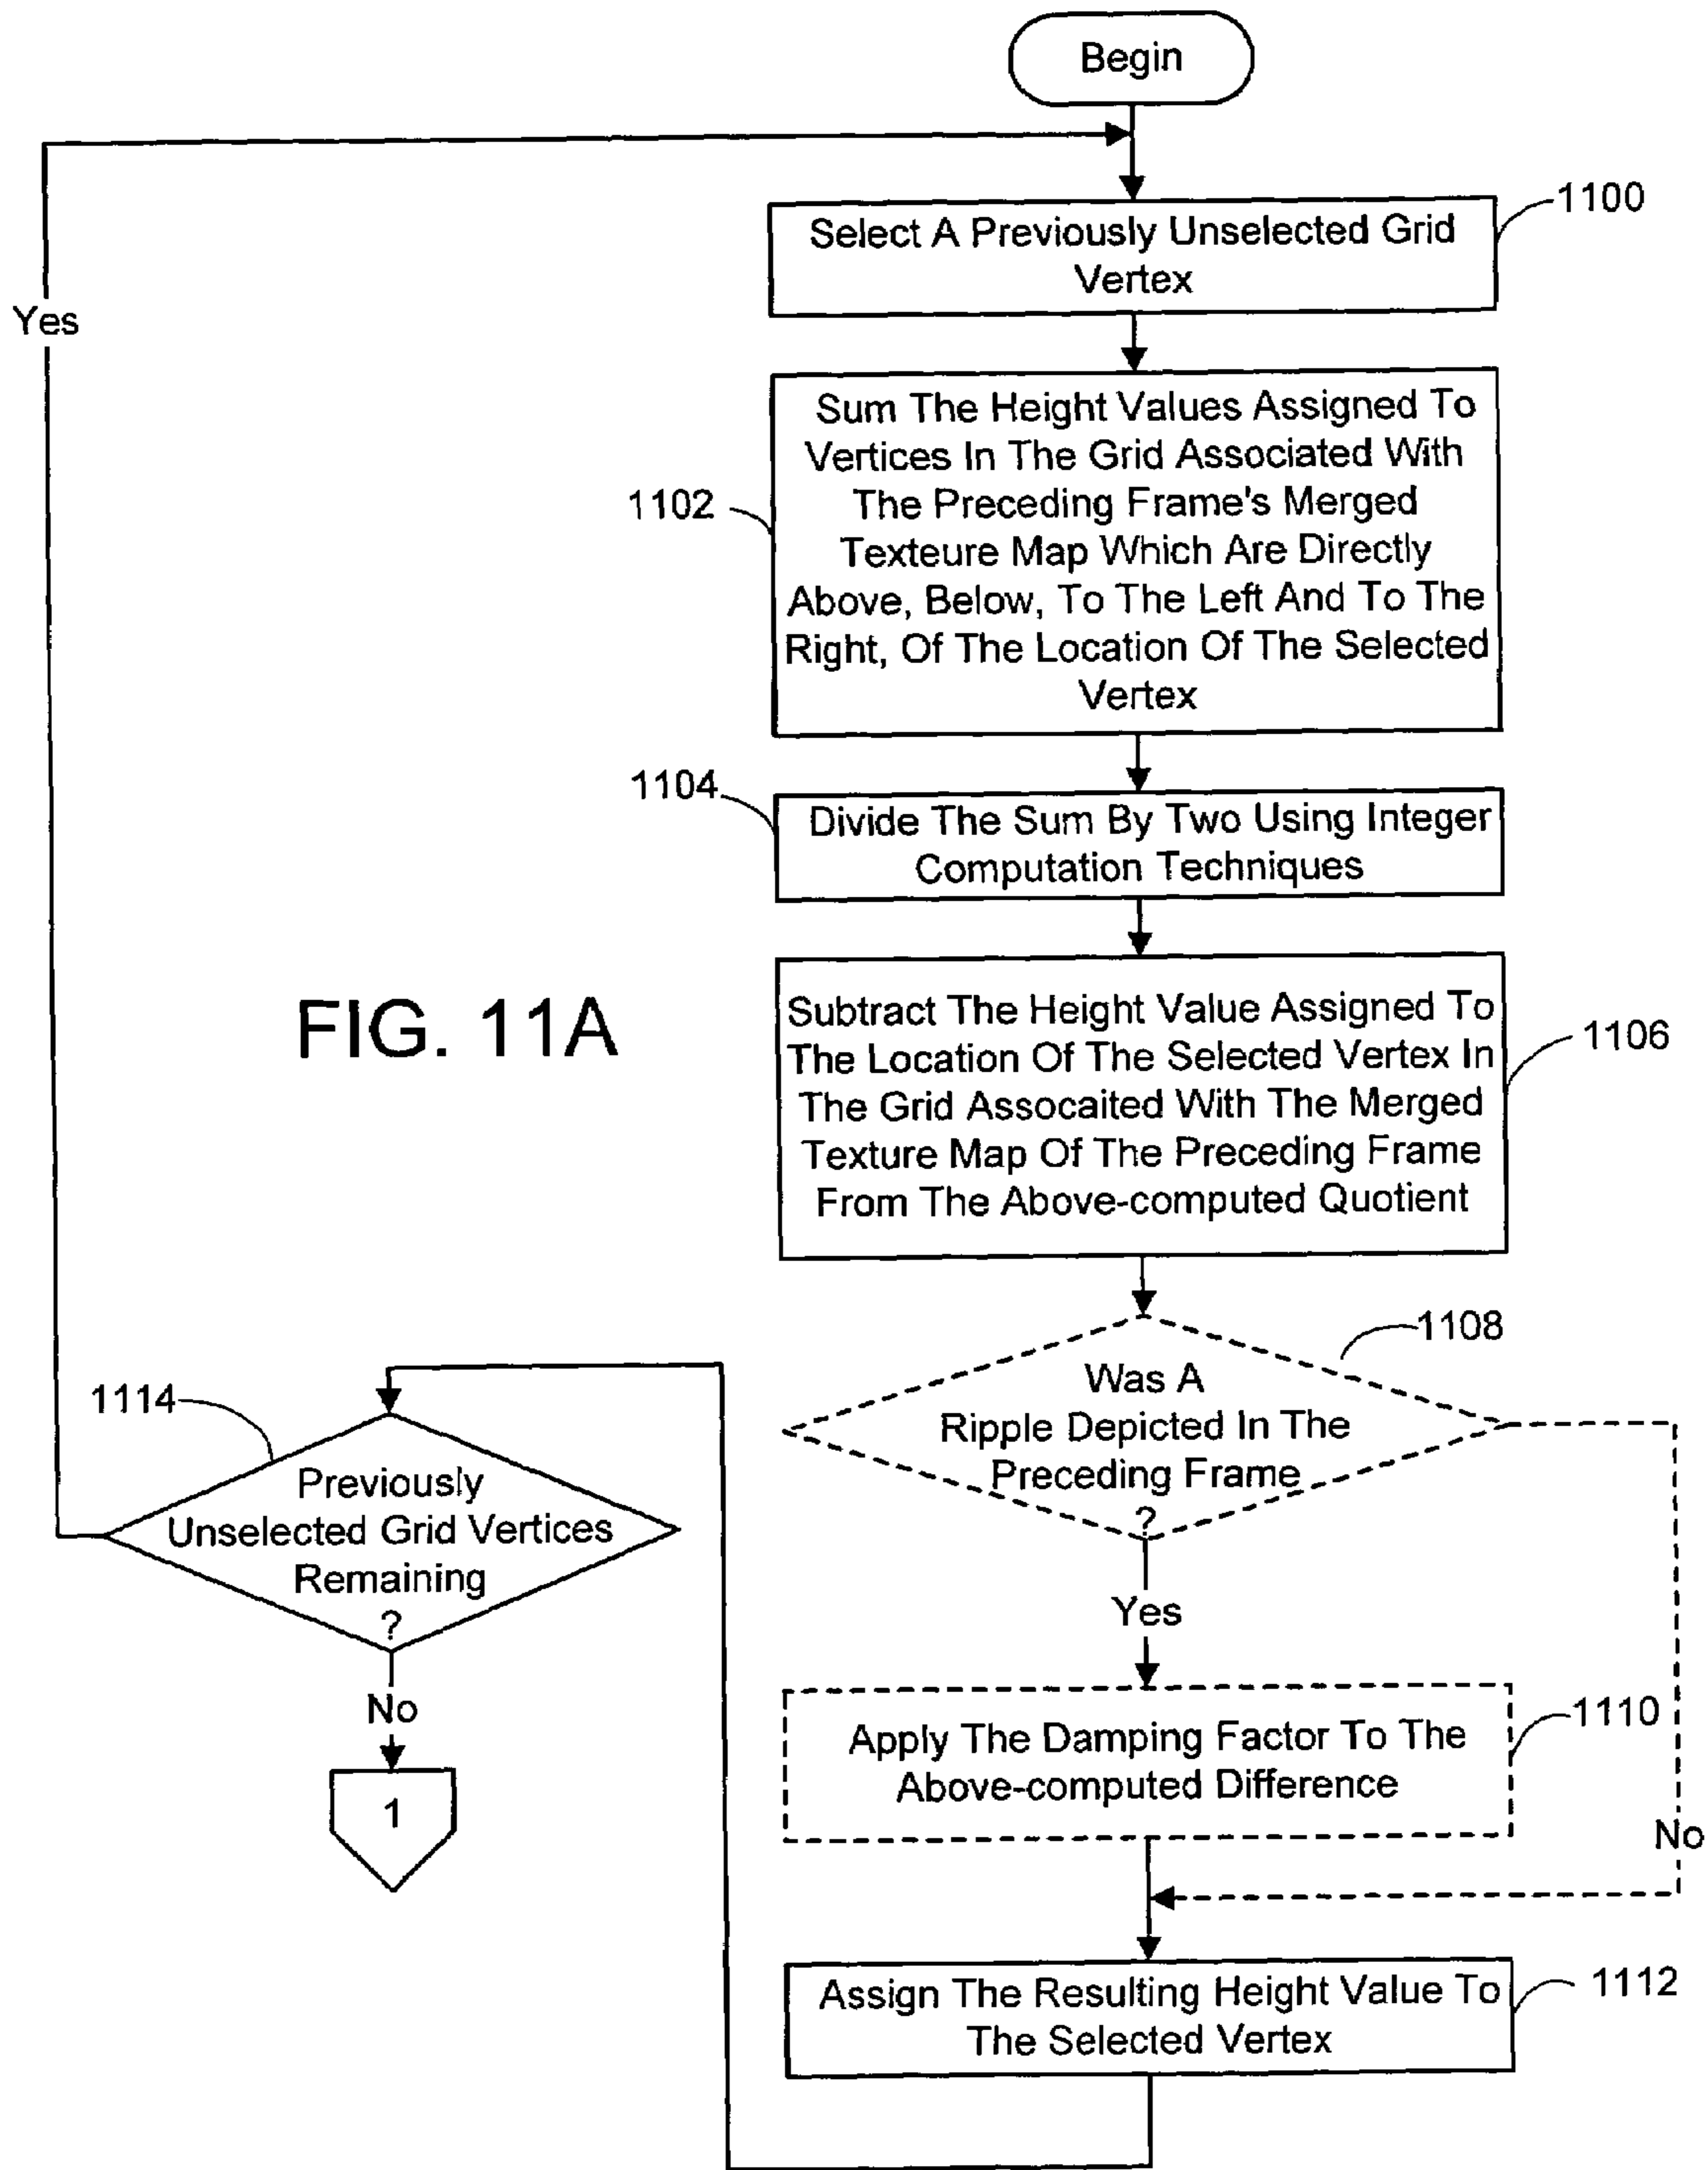 Begin
Yes
Select A Previously Unselected Grid
Vertex
1100
Sum The Height Values Assigned To
Vertices In The Grid Associated With
The Preceding Frame's Merged
Texteure Map Which Are Directly
Above, Below, To The Left And To The
Right, Of The Location Of The Selected
Vertex
1102
1104
Divide The Sum By Two Using Integer
Computation Techniques
FIG. 11A
Subtract The Height Value Assigned To
The Location Of The Selected Vertex In
The Grid Assocaited With The Merged
Texture Map Of The Preceding Frame
From The Above-computed Quotient
1106
Was A
Ripple Depicted In The
Preceding Frame
?
1108
Yes
No
Apply The Damping Factor To The
Above-computed Difference
1110
Assign The Resulting Height Value To
The Selected Vertex
1112
1114
Previously
Unselected Grid Vertices
Remaining
?
No
1